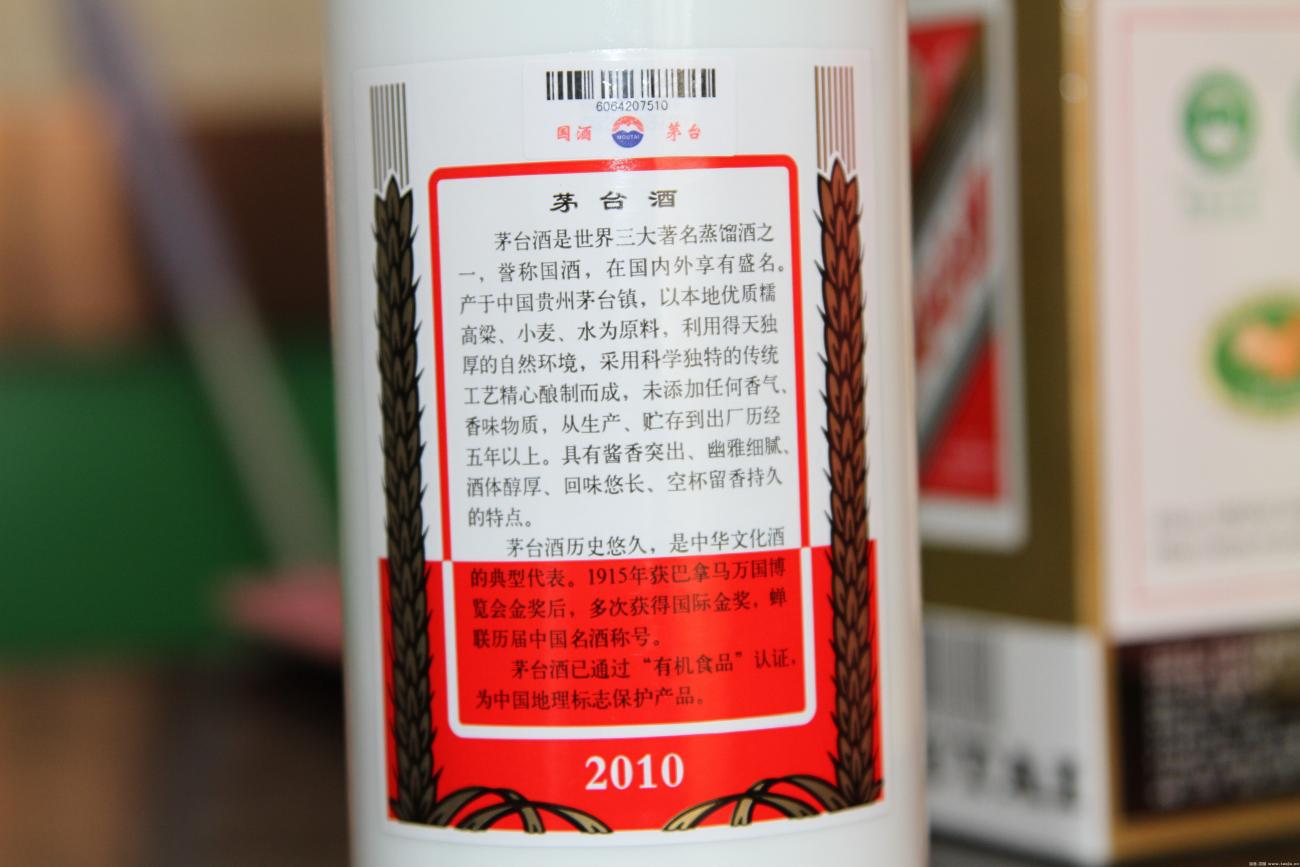 6064207510
国酒 MOUTAI 茅台
茅台酒
茅台酒是世界三大著名蒸馏酒之
一，誉称国酒，在国内外享有盛名。
产于中国贵州茅台镇，以本地优质糯
高粱、小麦、水为原料，利用得天独
厚的自然环境，采用科学独特的传统
工艺精心酿制而成，未添加任何香气、
香味物质，从生产、贮存到出厂历经
五年以上。具有酱香突出、幽雅细腻、
酒体醇厚、回味悠长、空杯留香持久
的特点。
茅台酒历史悠久，是中华文化酒
的典型代表。1915年获巴拿马万国博
览会金奖后，多次获得国际金奖，蝉
联历届中国名酒称号。
茅台酒已通过“有机食品”认证，
为中国地理标志保护产品。
2010